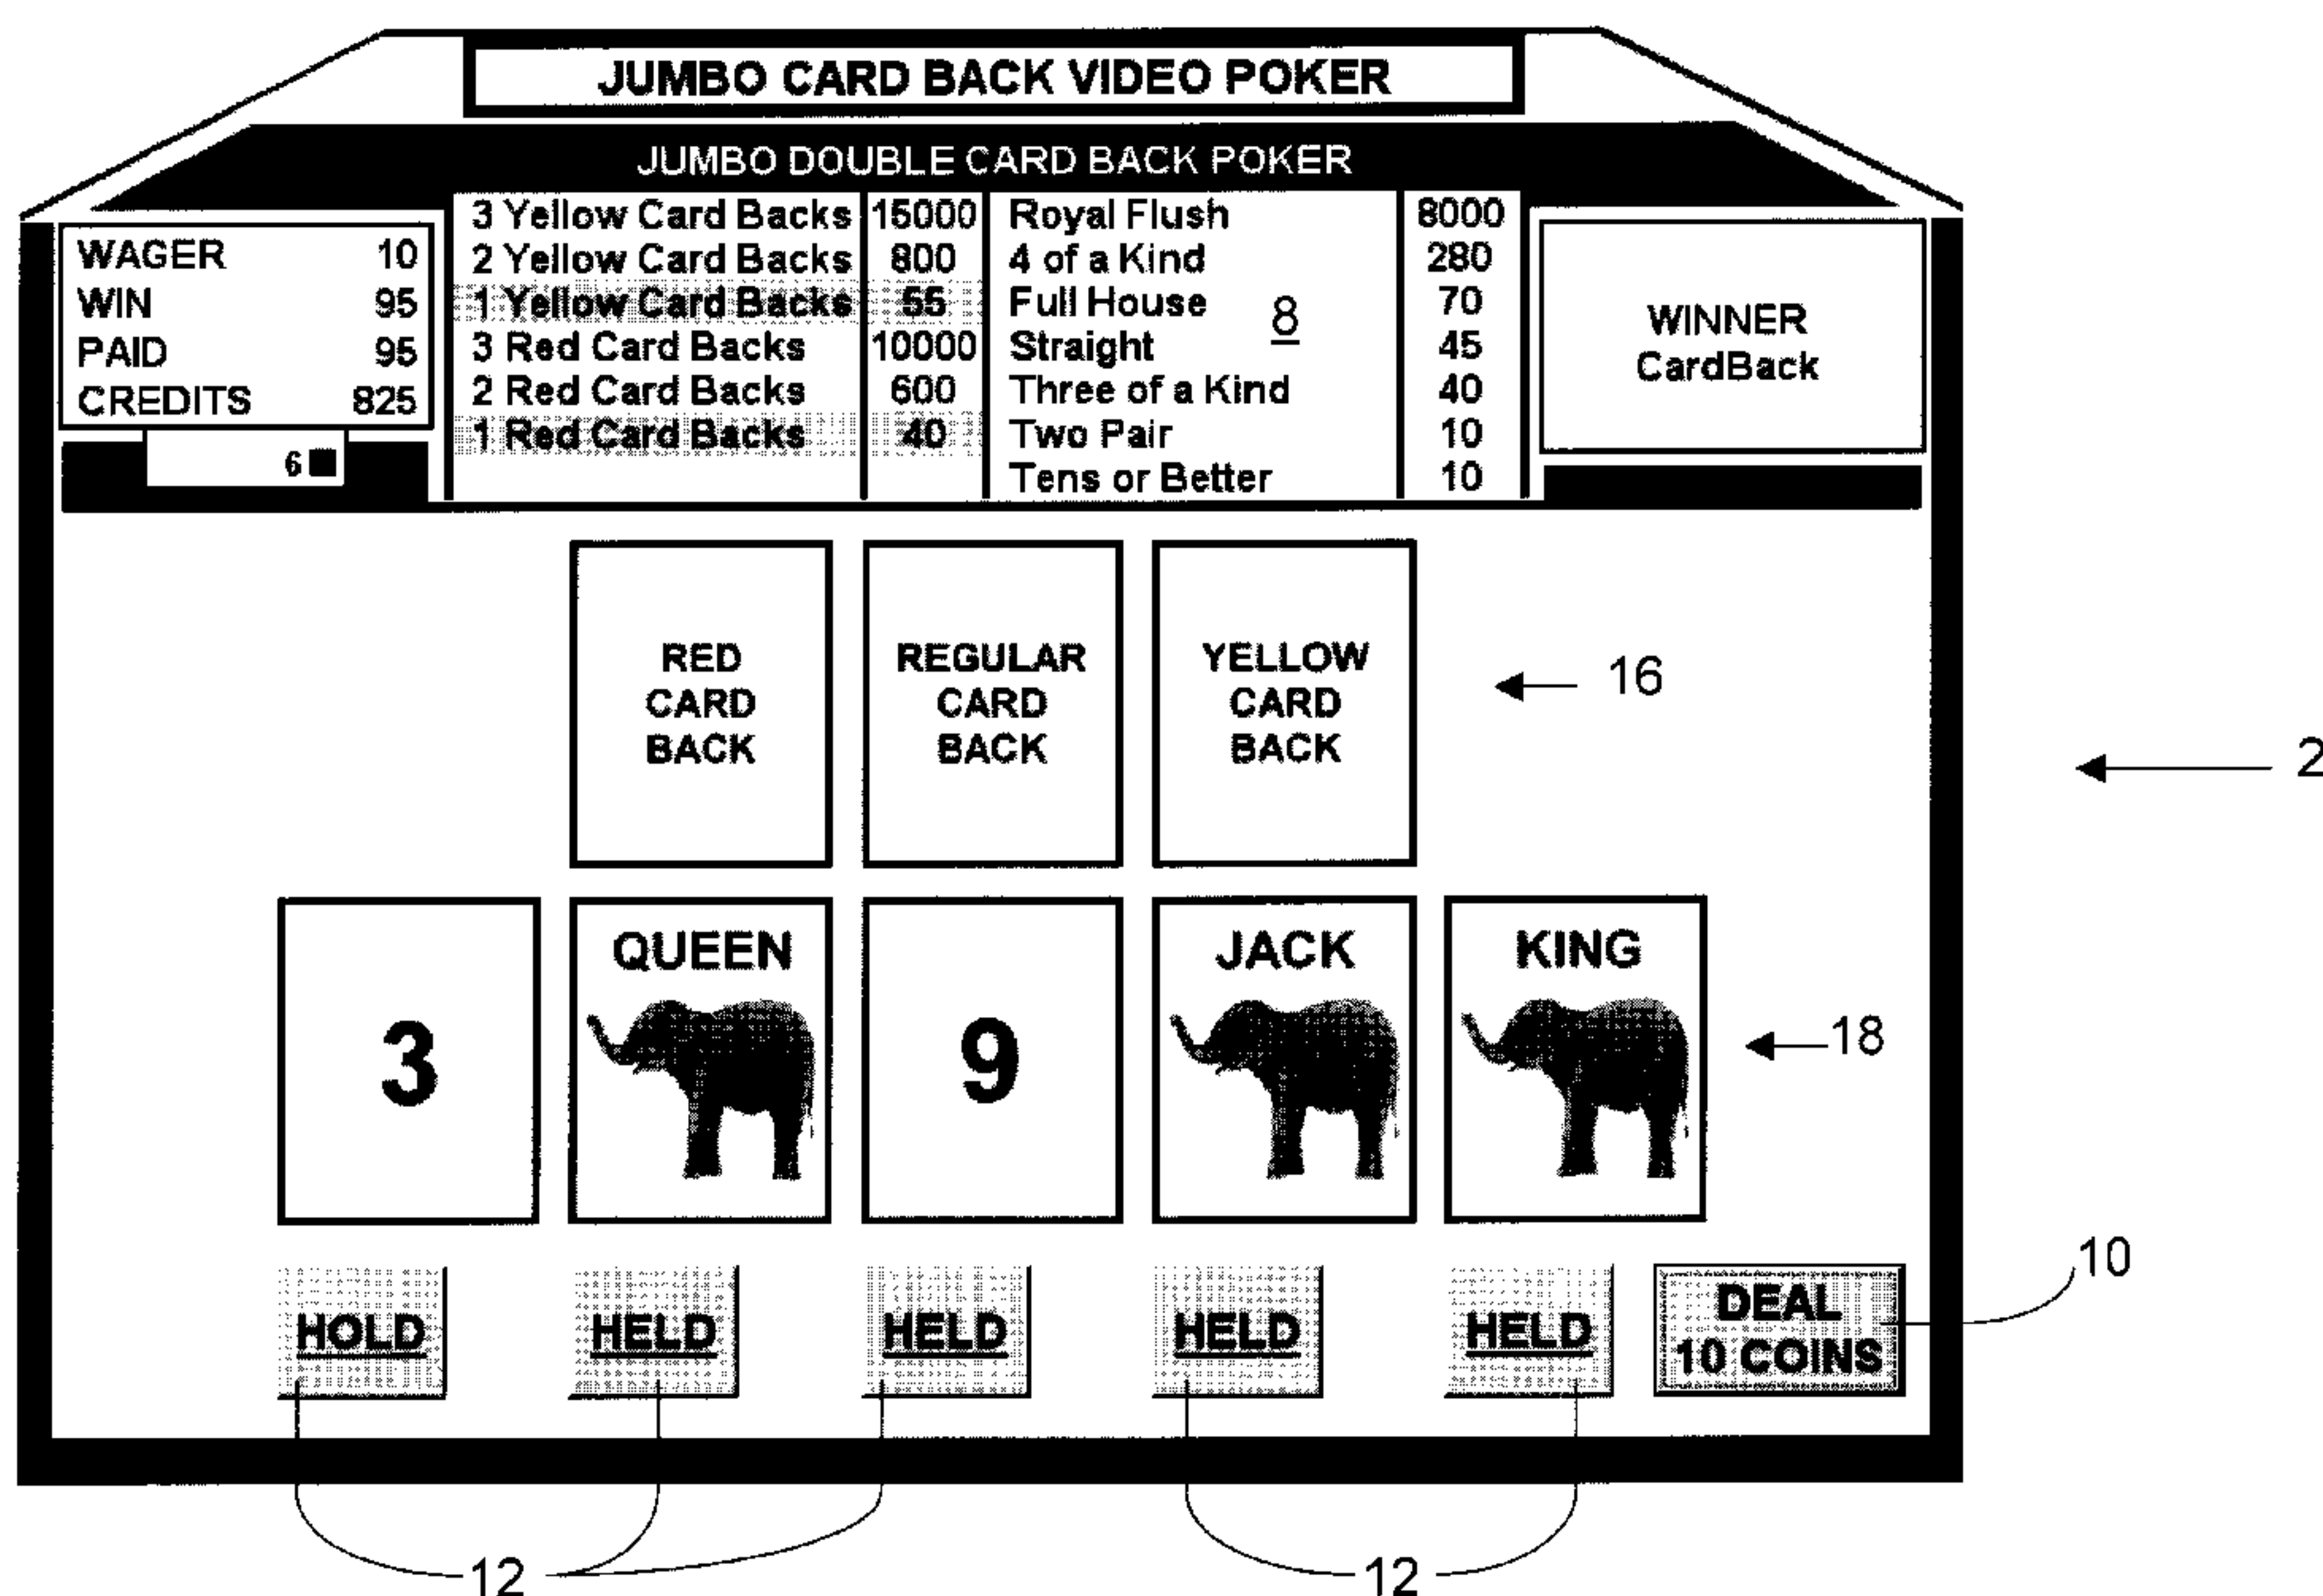 JUMBO CARD BACK VIDEO POKER
JUMBO DOUBLE CARD BACK POKER
WAGER 10
WIN 95
PAID 95
CREDITS 825
6
3 Yellow Card Backs 15000
2 Yellow Card Backs 800
1 Yellow Card Backs 55
3 Red Card Backs 10000
2 Red Card Backs 600
1 Red Card Backs 40
Royal Flush 8000
4 of a Kind 280
Full House 70
Straight 45
Three of a Kind 40
Two Pair 10
Tens or Better 10
8
WINNER
CardBack
RED
CARD
BACK
REGULAR
CARD
BACK
YELLOW
CARD
BACK
16
2
3
QUEEN
9
JACK
KING
18
HOLD
HELD
HELD
HELD
HELD
DEAL
10 COINS
10
12
12